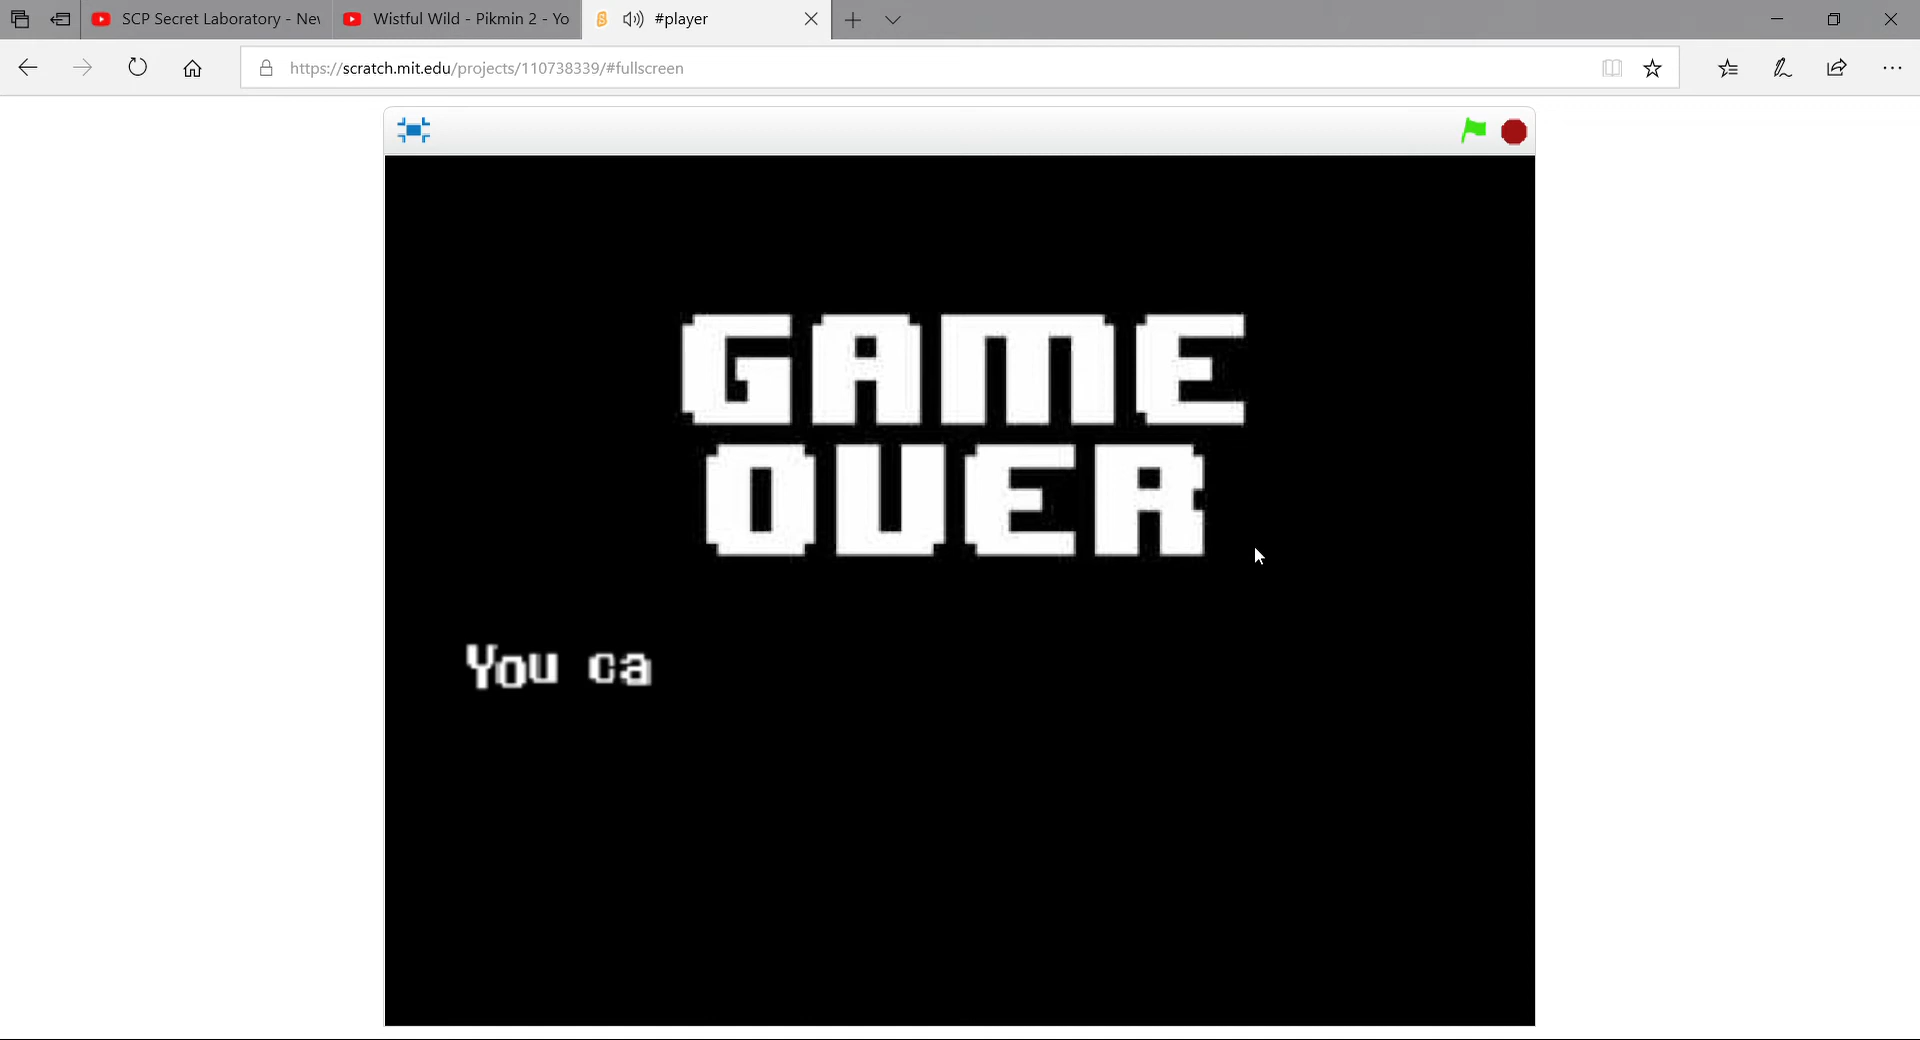 SCP Secret Laboratory - Nev
Wistful Wild - Pikmin 2 - Yo
#player
https://scratch.mit.edu/projects/110738339/#fullscreen
GAME
OVER
You ca